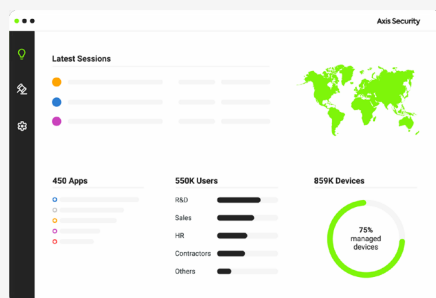 Axis Security
Latest Sessions
450 Apps
550K Users
859K Devices
R&D
Sales
HR
Contractors
Others
75%
managed
devices